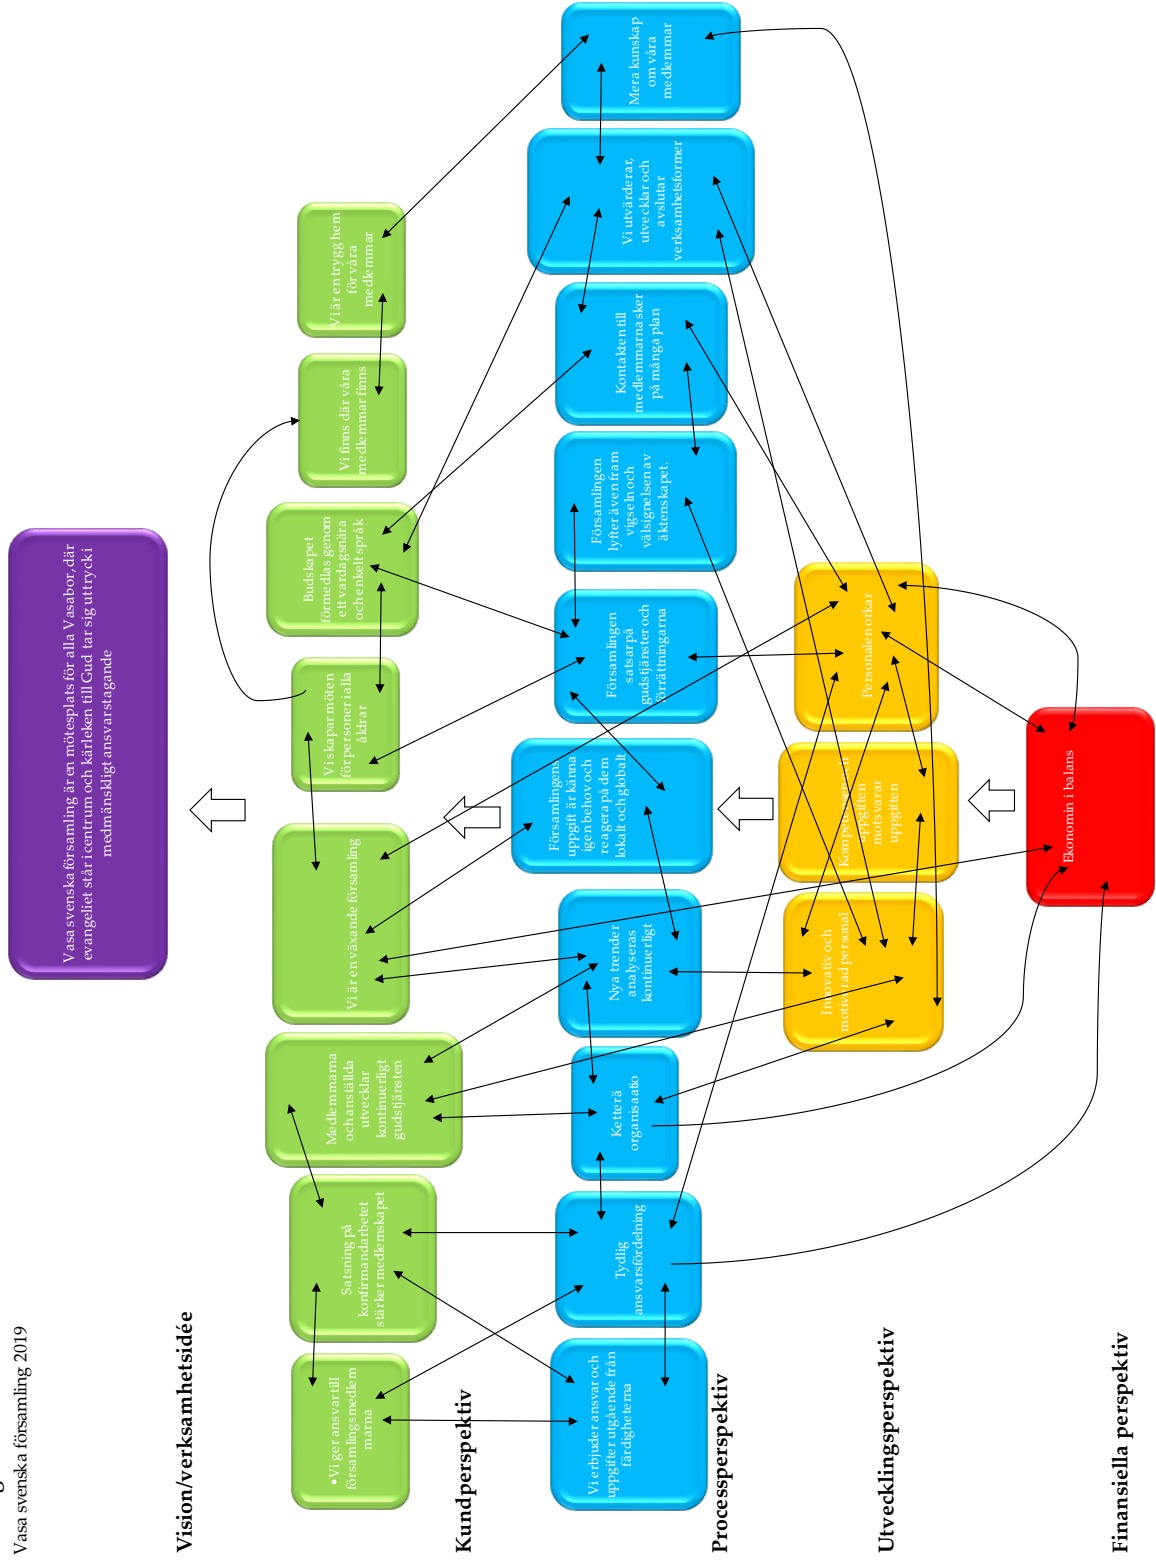 Vasa svenska församling 2019
Vision/verksamhetsidée
Vasa svenska församling är en mötesplats för alla Vasabor, där
evangeliet står i centrum och kärleken till Gud tar sig uttryck i
medmänskligt ansvarstagande
Kundperspektiv
•Vi ger ansvar till
församlingsmedlem
marna
Satsning på
konfirmandarbetet
stärker medlemskapet
Medlemmarna
och anställda
utvecklar
kontinuerligt
gudstjänsten
Vi är en växande församling
Vi skapar möten
för personer i alla
åldrar
Budskapet
förmedlas genom
ett vardagsnära
och enkelt språk
Vi finns där våra
medlemmar finns
Vi är en trygg hem
för våra
medlemmar
Processperspektiv
Vi erbjuder ansvar och
uppgifter utgående från
färdigheterna
Tydlig
ansvarsfördelning
Ketterä
organisaatio
Nya trender
analyseras
kontinuerligt
Församlingens
uppgift är känna
igen behov och
reagera på dem
lokalt och globalt
Församlingen
satsar på
gudstjänster och
förrättningarna
Församlingen
lyfter även fram
vigseln och
välsignelsen av
äktenskapet.
Kontakten till
medlemmarna sker
på många plan
Vi utvärderar,
utvecklar och
avslutar
verksamhetsformer
Mera kunskap
om våra
medlemmar
Utvecklingsperspektiv
Innovativ och
motiverad personal
Kompetensen och
uppgiften
motsvarar
uppgiften
Personalen orkar
Finansiella perspektiv
Ekonomin i balans